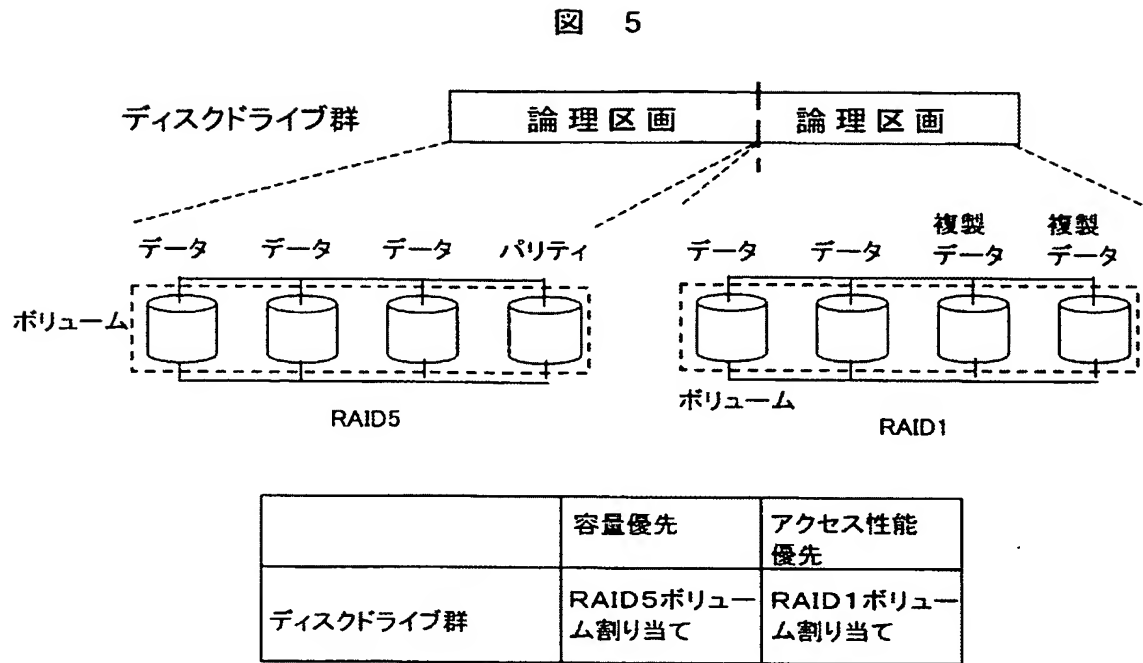 図 5
ディスクドライブ群
論理区画
論理区画
データ データ データ パリティ
データ データ 複製データ 複製データ
ボリューム
RAID5
ボリューム
RAID1
容量優先
アクセス性能
優先
ディスクドライブ群
RAID5ボリュー
ム割り当て
RAID1ボリュー
ム割り当て